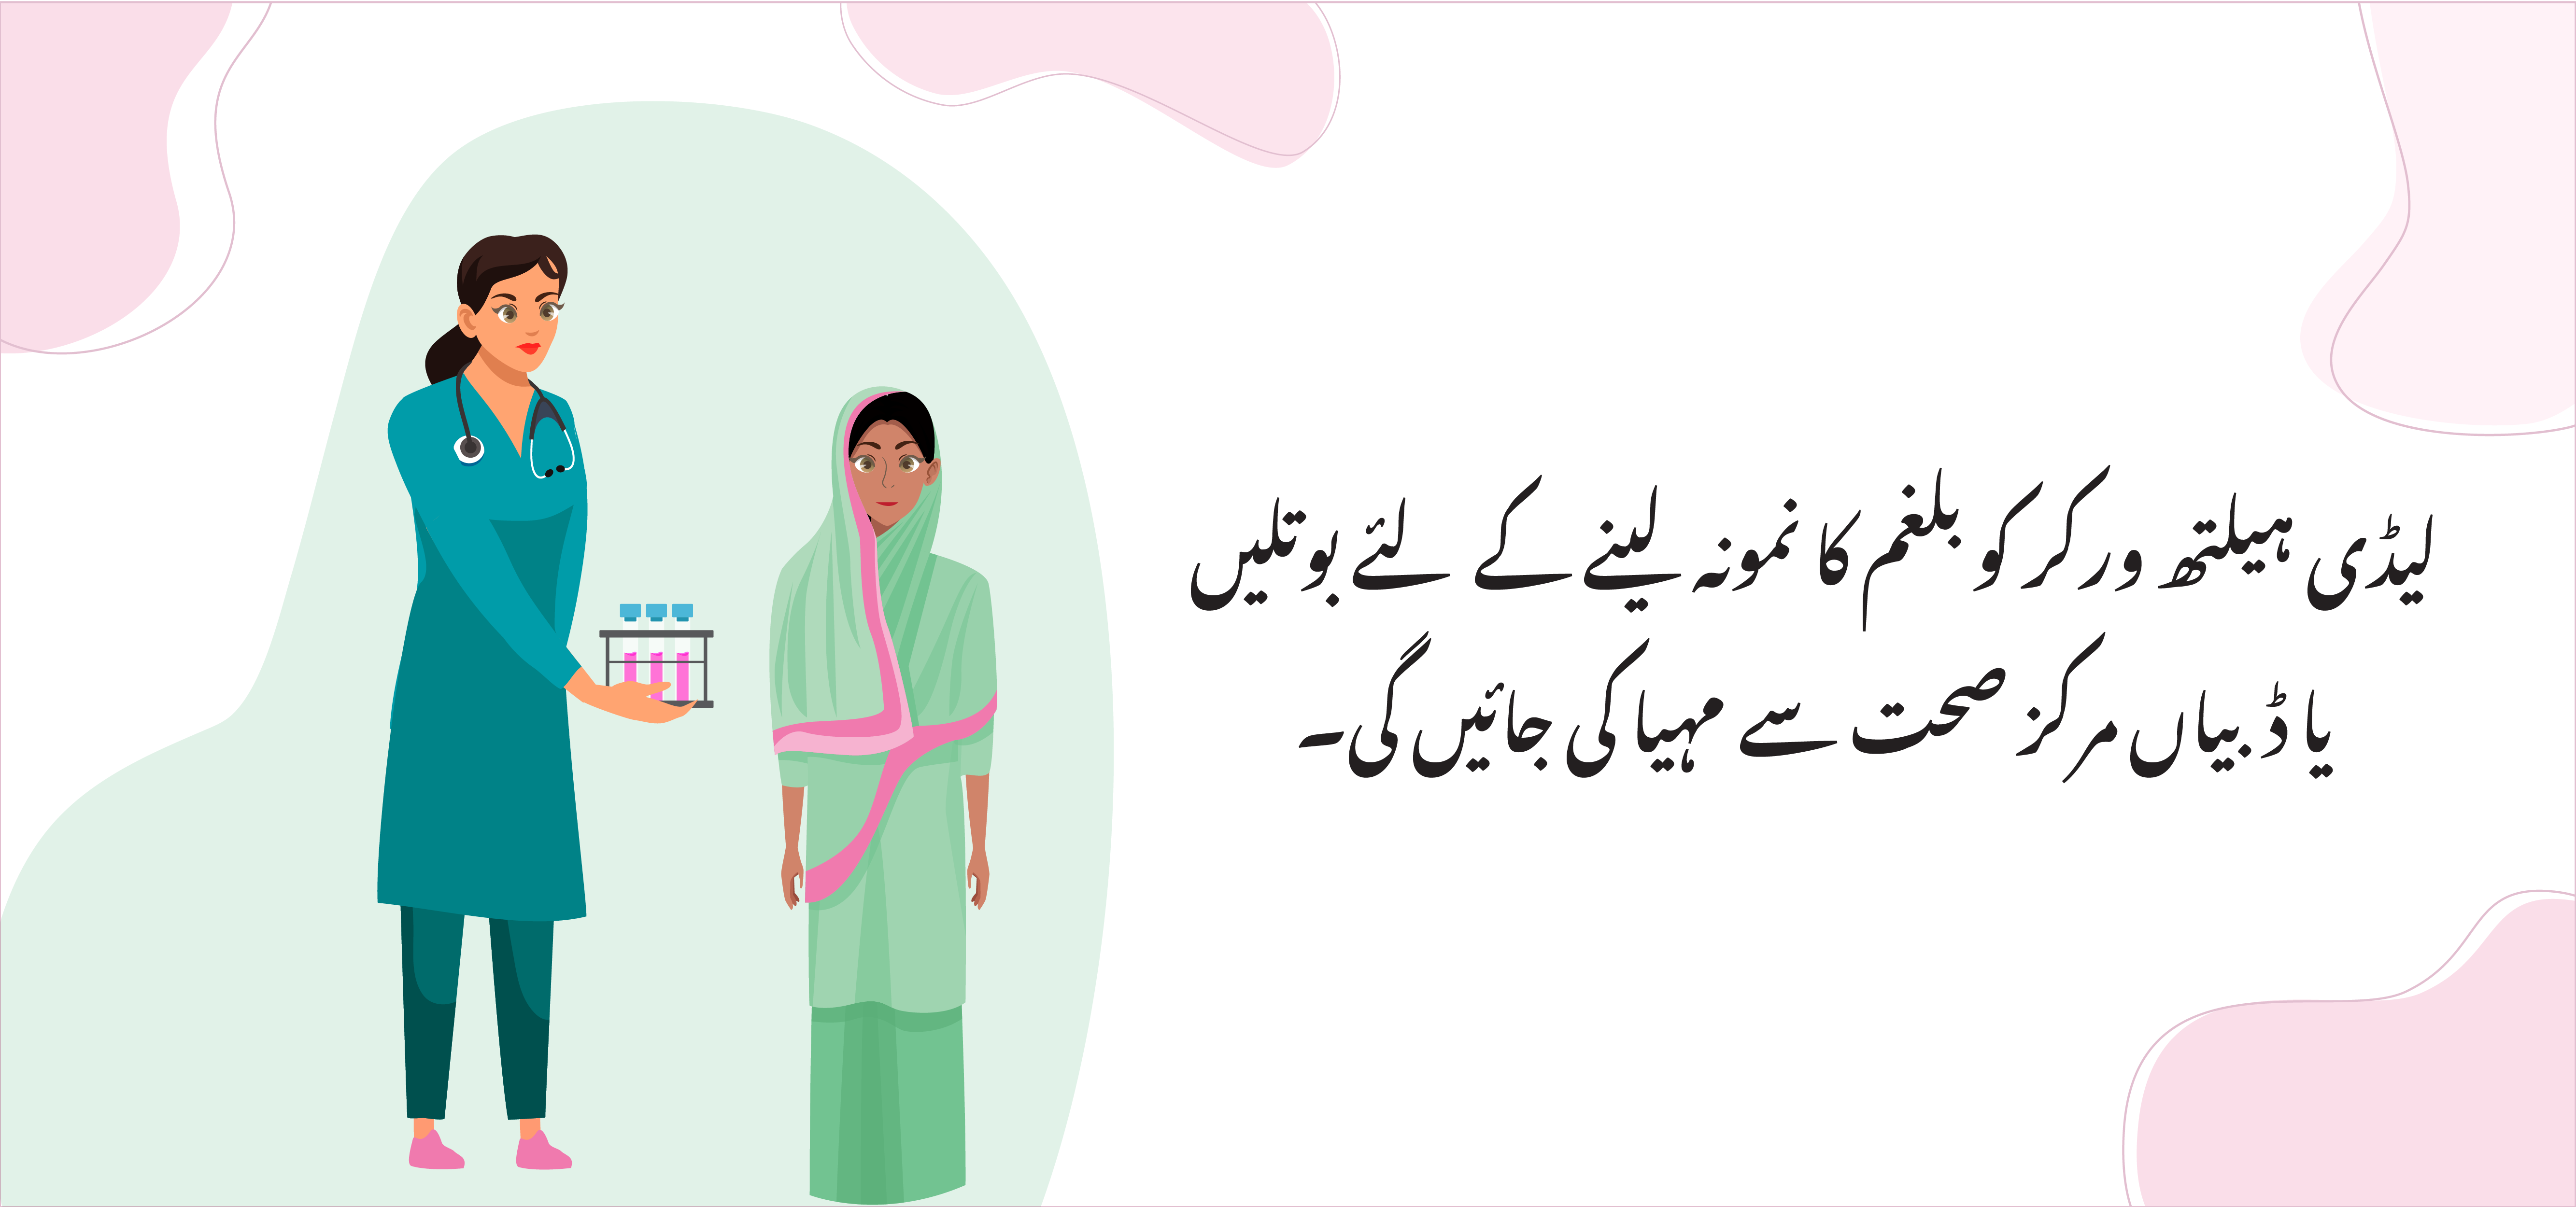 لیڈی ہیلتھ ورکر کو بلغم کا نمونہ لینے کے لئے بوتلیں
یا ڈبیاں مرکز صحت سے مہیا کی جائیں گی۔